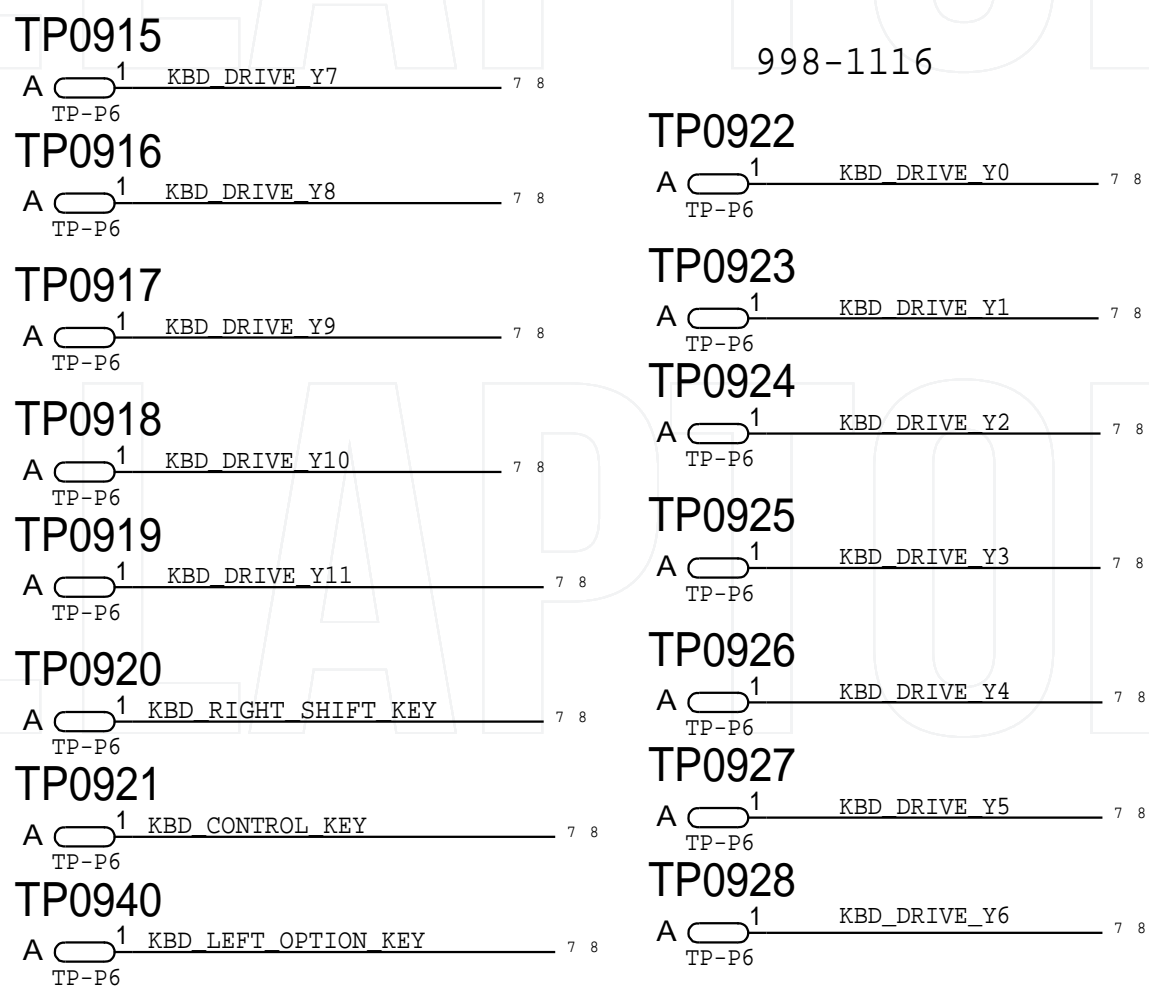 TP0915
A 1 KBD_DRIVE_Y7 7 8
TP-P6
TP0916
A 1 KBD_DRIVE_Y8 7 8
TP-P6
TP0917
A 1 KBD_DRIVE_Y9 7 8
TP-P6
TP0918
A 1 KBD_DRIVE_Y10 7 8
TP-P6
TP0919
A 1 KBD_DRIVE_Y11 7 8
TP-P6
TP0920
A 1 KBD_RIGHT_SHIFT_KEY 7 8
TP-P6
TP0921
A 1 KBD_CONTROL_KEY 7 8
TP-P6
TP0940
A 1 KBD_LEFT_OPTION_KEY 7 8
TP-P6
998-1116
TP0922
A 1 KBD_DRIVE_Y0 7 8
TP-P6
TP0923
A 1 KBD_DRIVE_Y1 7 8
TP-P6
TP0924
A 1 KBD_DRIVE_Y2 7 8
TP-P6
TP0925
A 1 KBD_DRIVE_Y3 7 8
TP-P6
TP0926
A 1 KBD_DRIVE_Y4 7 8
TP-P6
TP0927
A 1 KBD_DRIVE_Y5 7 8
TP-P6
TP0928
A 1 KBD_DRIVE_Y6 7 8
TP-P6